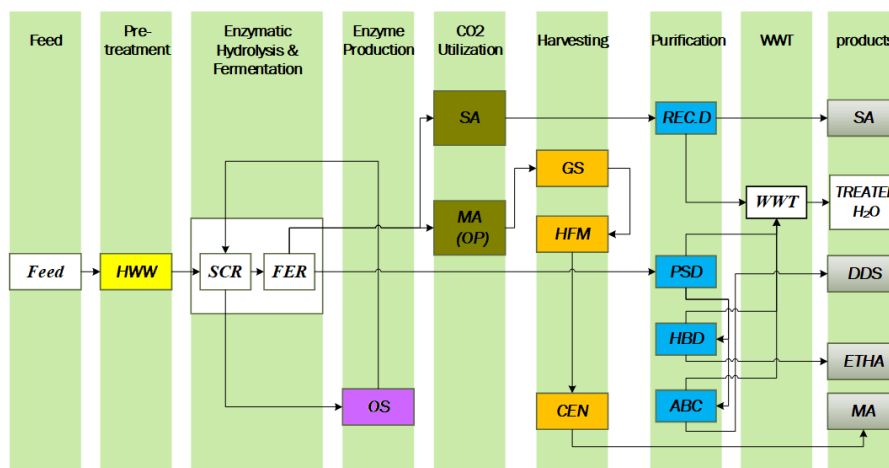 Feed
Pre-
treatment
Enzymatic
Hydrolysis &
Fermentation
Enzyme
Production
CO2
Utilization
Harvesting
Purification
WWT
products
SA
REC.D
SA
GS
MA
(OP)
WWT
TREATED
H₂O
HFM
Feed
HWW
SCR
FER
PSD
DDS
HBD
ETHA
OS
CEN
ABC
MA